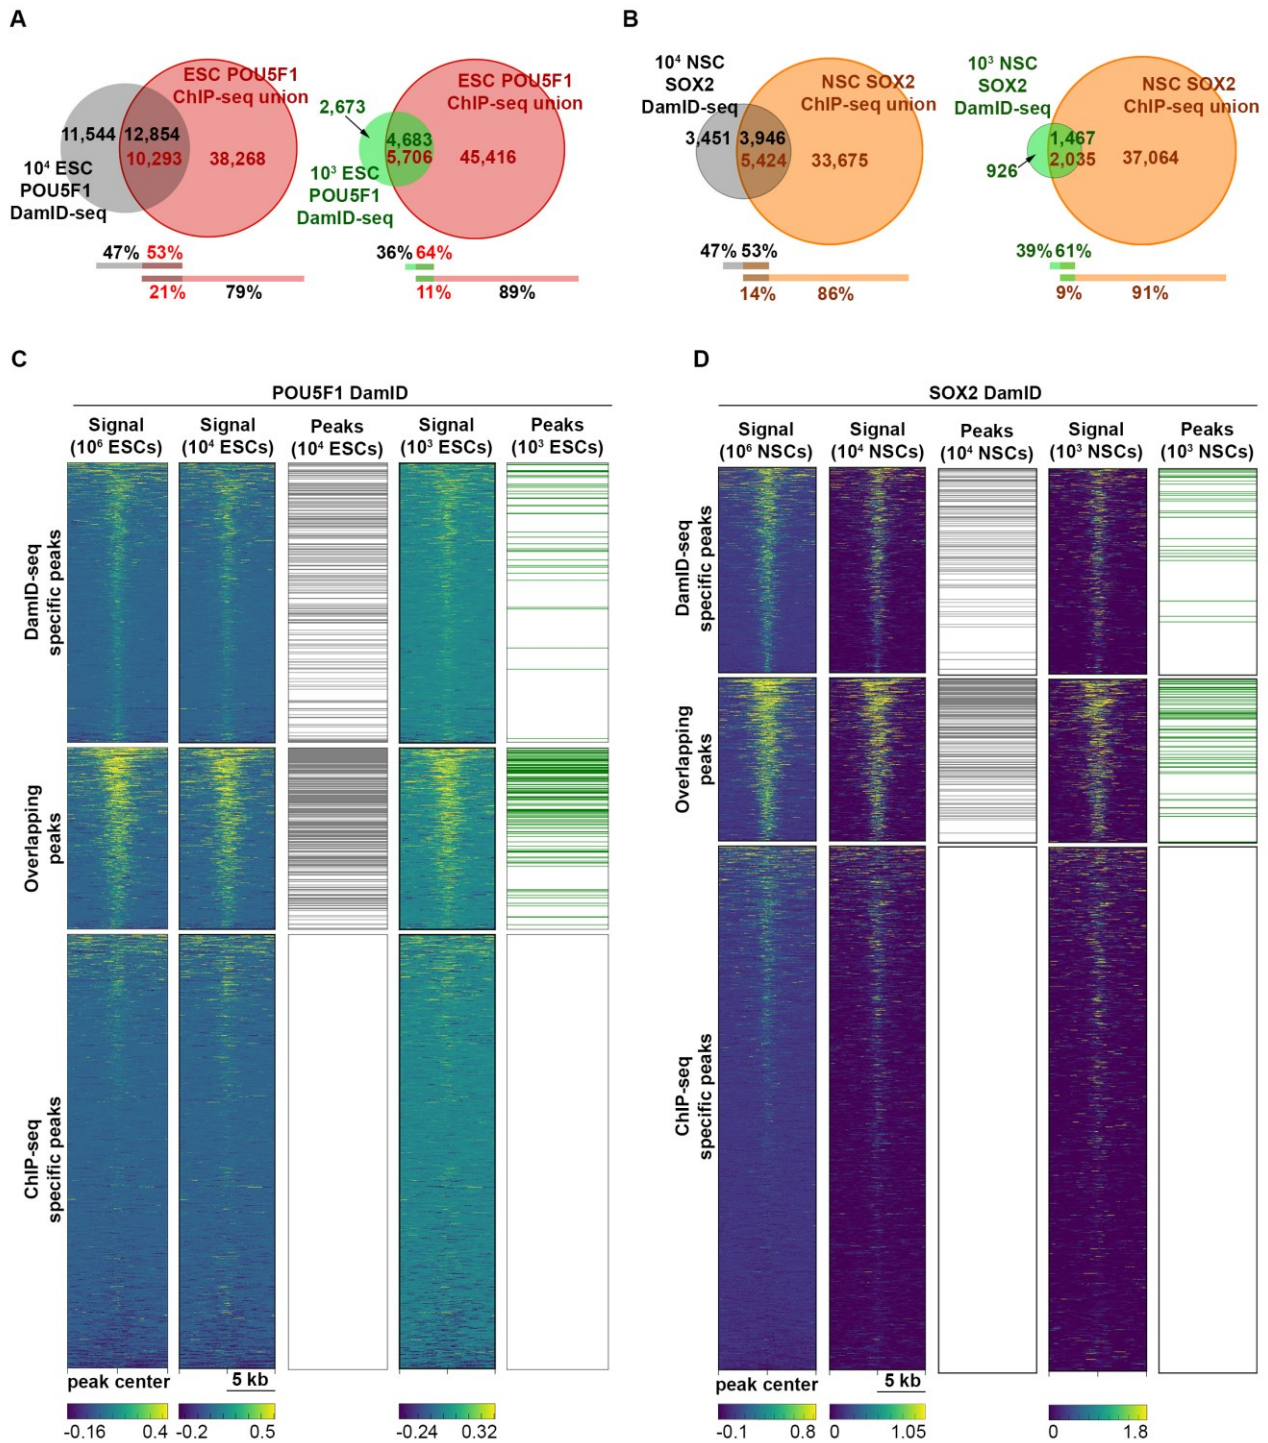 A
ESC POU5F1
ChIP-seq union
11,544 12,854
10,293 38,268
10⁴ ESC
POU5F1
DamID-seq
47% 53%
21% 79%
ESC POU5F1
ChIP-seq union
2,673
4,683
5,706 45,416
10³ ESC
POU5F1
DamID-seq
36% 64%
11% 89%
B
10⁴ NSC
SOX2
DamID-seq
NSC SOX2
ChIP-seq union
3,451 3,946
5,424 33,675
47% 53%
14% 86%
10³ NSC
SOX2
DamID-seq
NSC SOX2
ChIP-seq union
1,467
2,035 37,064
926
39% 61%
9% 91%
C
POU5F1 DamID
Signal
(10⁶ ESCs)
Signal
(10⁴ ESCs)
Peaks
(10⁴ ESCs)
Signal
(10³ ESCs)
Peaks
(10³ ESCs)
DamID-seq
specific peaks
Overlapping
peaks
ChIP-seq
specific peaks
peak center
5 kb
-0.16 0.4
-0.2 0.5
-0.24 0.32
D
SOX2 DamID
Signal
(10⁶ NSCs)
Signal
(10⁴ NSCs)
Peaks
(10⁴ NSCs)
Signal
(10³ NSCs)
Peaks
(10³ NSCs)
DamID-seq
specific peaks
Overlapping
peaks
ChIP-seq
specific peaks
peak center
5 kb
-0.1 0.8
0 1.05
0 1.8